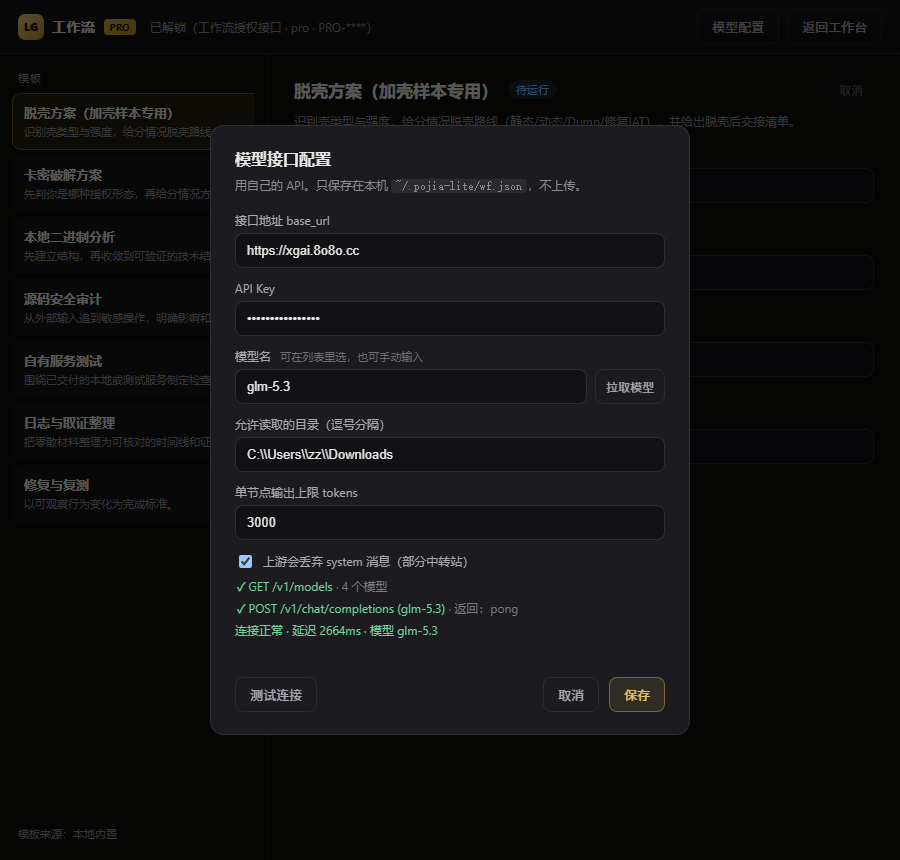 LG 工作流 PRO 已解锁（工作流授权接口 · pro · PRO-****） 模型配置 返回工作台
模板
脱壳方案（加壳样本专用）
识别壳类型与强度，给分情况脱壳路线
卡密破解方案
先判你是哪种授权形态，再给分情况方
本地二进制分析
先建立结构，再收敛到可验证的技术结
源码安全审计
从外部输入追到敏感操作，明确影响和
自有服务测试
围绕已交付的本地或测试服务制定检查
日志与取证整理
把零散材料整理为可核对的时间线和证
修复与复测
以可观察行为变化为完成标准。
模板来源：本地内置
脱壳方案（加壳样本专用） 待运行 取消
识别壳类型与强度，给分情况脱壳路线（静态/动态/Dump/修复IAT），并给出脱壳后交接清单。
模型接口配置
用自己的 API。只保存在本机 ~/.pojia-lite/wf.json，不上传。
接口地址 base_url
https://xgai.8o8o.cc
API Key
••••••••••••••••
模型名 可在列表里选，也可手动输入
glm-5.3 拉取模型
允许读取的目录（逗号分隔）
C:\\Users\\zz\\Downloads
单节点输出上限 tokens
3000
上游会丢弃 system 消息（部分中转站）
✓ GET /v1/models · 4 个模型
✓ POST /v1/chat/completions (glm-5.3) · 返回：pong
连接正常 · 延迟 2664ms · 模型 glm-5.3
测试连接 取消 保存